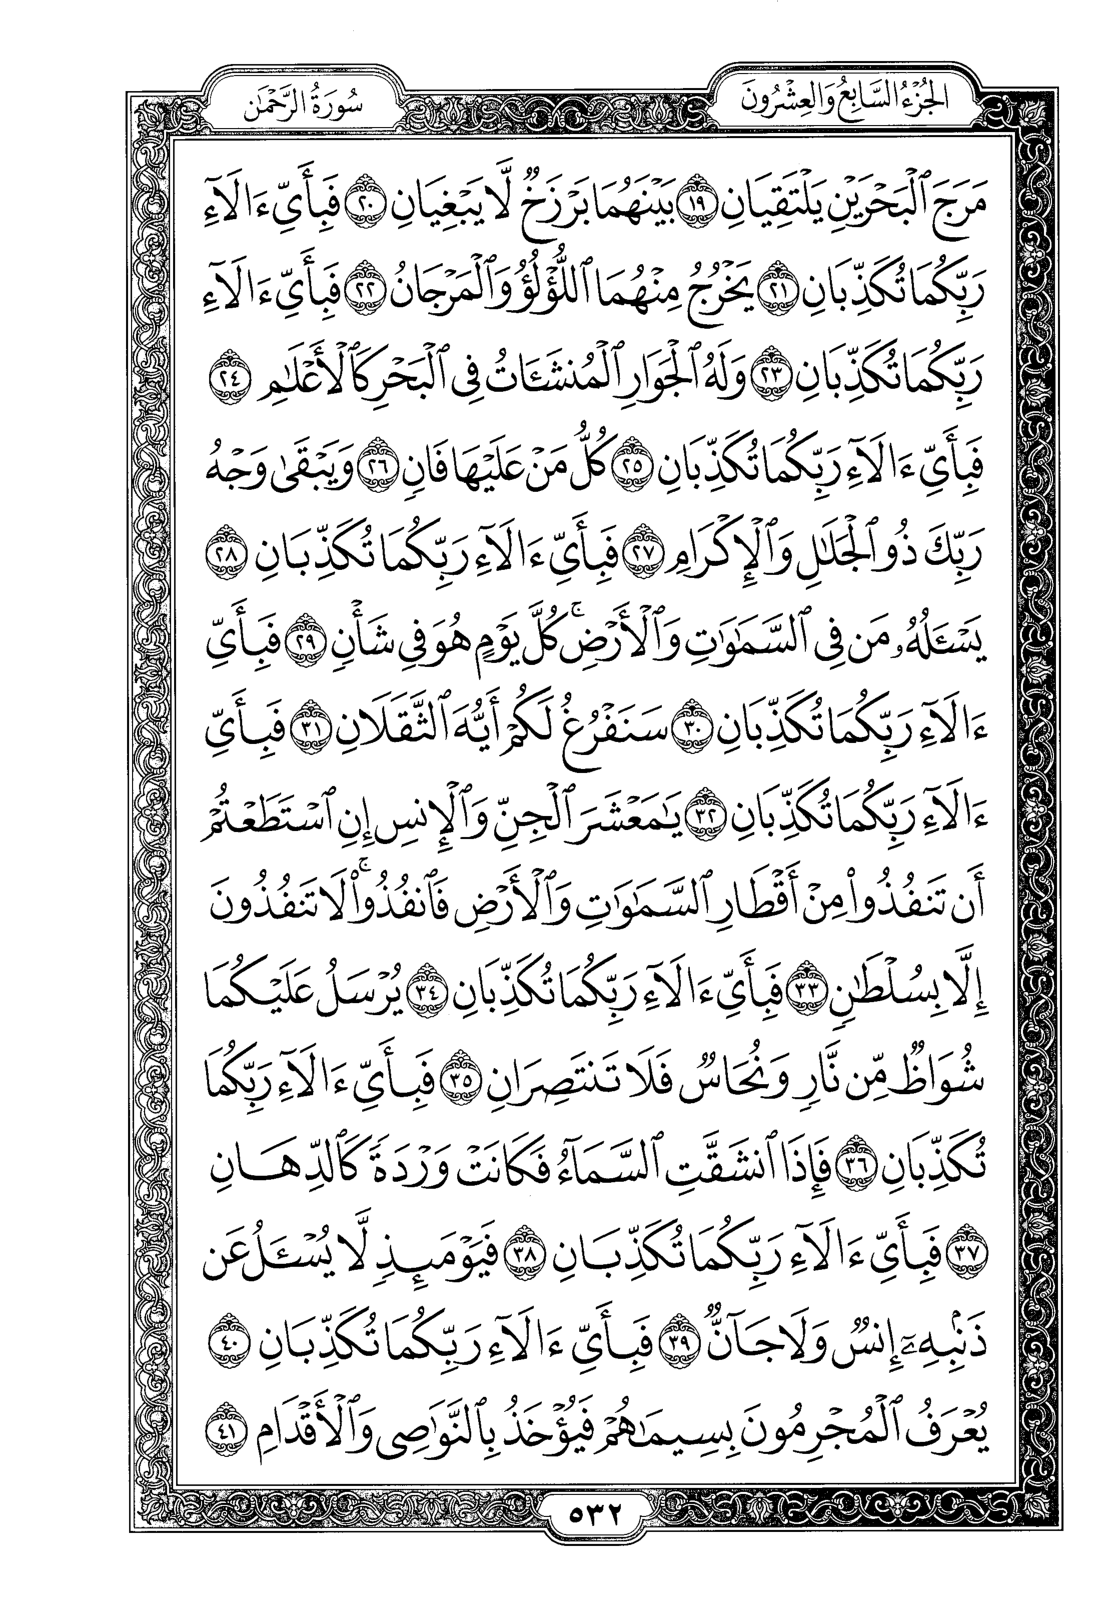 الجُزْءُ السَّابِعُ وَالعِشْرُونَ
سُورَةُ الرَّحْمَٰن
مَرَجَ ٱلْبَحْرَيْنِ يَلْتَقِيَانِ ١٩ بَيْنَهُمَا بَرْزَخٌ لَّا يَبْغِيَانِ ٢٠ فَبِأَيِّ ءَالَآءِ
رَبِّكُمَا تُكَذِّبَانِ ٢١ يَخْرُجُ مِنْهُمَا ٱللُّؤْلُؤُ وَٱلْمَرْجَانُ ٢٢ فَبِأَيِّ ءَالَآءِ
رَبِّكُمَا تُكَذِّبَانِ ٢٣ وَلَهُ ٱلْجَوَارِ ٱلْمُنشَـَٔاتُ فِى ٱلْبَحْرِ كَٱلْأَعْلَٰمِ ٢٤
فَبِأَيِّ ءَالَآءِ رَبِّكُمَا تُكَذِّبَانِ ٢٥ كُلُّ مَنْ عَلَيْهَا فَانٍ ٢٦ وَيَبْقَىٰ وَجْهُ
رَبِّكَ ذُو ٱلْجَلَٰلِ وَٱلْإِكْرَامِ ٢٧ فَبِأَيِّ ءَالَآءِ رَبِّكُمَا تُكَذِّبَانِ ٢٨
يَسْـَٔلُهُۥ مَن فِى ٱلسَّمَٰوَٰتِ وَٱلْأَرْضِ ۚ كُلَّ يَوْمٍ هُوَ فِى شَأْنٍ ٢٩ فَبِأَيِّ
ءَالَآءِ رَبِّكُمَا تُكَذِّبَانِ ٣٠ سَنَفْرُغُ لَكُمْ أَيُّهَ ٱلثَّقَلَانِ ٣١ فَبِأَيِّ
ءَالَآءِ رَبِّكُمَا تُكَذِّبَانِ ٣٢ يَٰمَعْشَرَ ٱلْجِنِّ وَٱلْإِنسِ إِنِ ٱسْتَطَعْتُمْ
أَن تَنفُذُوا۟ مِنْ أَقْطَارِ ٱلسَّمَٰوَٰتِ وَٱلْأَرْضِ فَٱنفُذُوا۟ ۚ لَا تَنفُذُونَ
إِلَّا بِسُلْطَٰنٍ ٣٣ فَبِأَيِّ ءَالَآءِ رَبِّكُمَا تُكَذِّبَانِ ٣٤ يُرْسَلُ عَلَيْكُمَا
شُوَاظٌ مِّن نَّارٍ وَنُحَاسٌ فَلَا تَنتَصِرَانِ ٣٥ فَبِأَيِّ ءَالَآءِ رَبِّكُمَا
تُكَذِّبَانِ ٣٦ فَإِذَا ٱنشَقَّتِ ٱلسَّمَآءُ فَكَانَتْ وَرْدَةً كَٱلدِّهَانِ
٣٧ فَبِأَيِّ ءَالَآءِ رَبِّكُمَا تُكَذِّبَانِ ٣٨ فَيَوْمَئِذٍ لَّا يُسْـَٔلُ عَن
ذَنۢبِهِۦٓ إِنسٌ وَلَا جَآنٌّ ٣٩ فَبِأَيِّ ءَالَآءِ رَبِّكُمَا تُكَذِّبَانِ ٤٠
يُعْرَفُ ٱلْمُجْرِمُونَ بِسِيمَٰهُمْ فَيُؤْخَذُ بِٱلنَّوَٰصِى وَٱلْأَقْدَامِ ٤١
٥٣٢